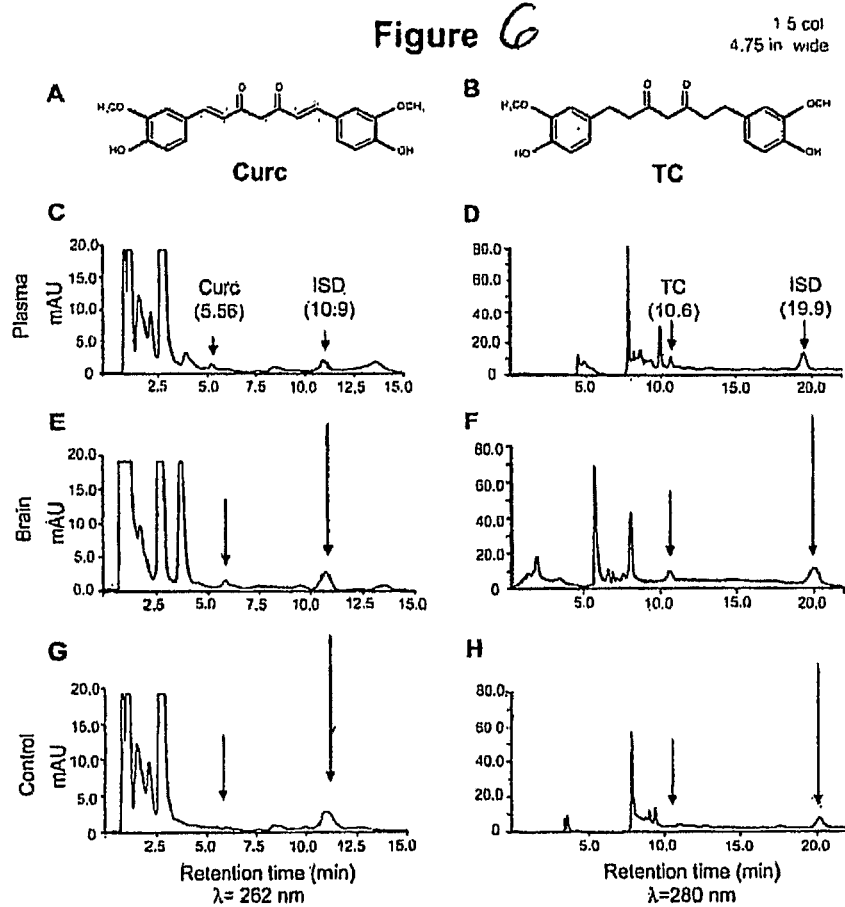 Figure 6
1 5 col
4.75 in wide
A
H₃CO
O
O
OCH₃
HO
OH
Curc
B
H₃CO
O
O
OCH
HO
OH
TC
C
Plasma
mAU
20.0
15.0
10.0
5.0
0
Curc
(5.56)
ISD
(10:9)
2.5 5.0 7.5 10.0 12.5 15.0
D
80.0
60.0
40.0
20.0
0
TC
(10.6)
ISD
(19.9)
5.0 10.0 15.0 20.0
E
Brain
mAU
20.0
15.0
10.0
5.0
0.0
2.5 5.0 7.5 10.0 12.5 15.0
F
80.0
60.0
40.0
20.0
0.0
5.0 10.0 15.0 20.0
G
Control
mAU
20.0
15.0
10.0
5.0
0
2.5 5.0 7.5 10.0 12.5 15.0
Retention time (min)
λ= 262 nm
H
80.0
60.0
40.0
20.0
0
5.0 10.0 15.0 20.0
Retention time (min)
λ=280 nm